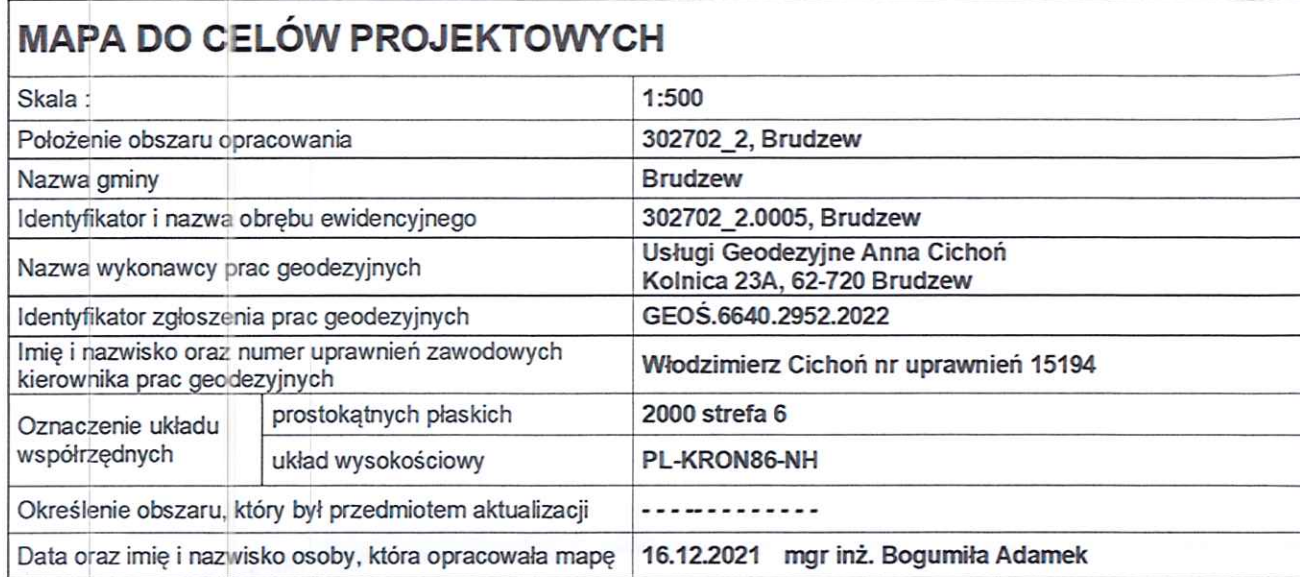 MAPA DO CELÓW PROJEKTOWYCH
Skala : 1:500
Położenie obszaru opracowania 302702_2, Brudzew
Nazwa gminy Brudzew
Identyfikator i nazwa obrębu ewidencyjnego 302702_2.0005, Brudzew
Nazwa wykonawcy prac geodezyjnych Usługi Geodezyjne Anna Cichoń
Kolnica 23A, 62-720 Brudzew
Identyfikator zgłoszenia prac geodezyjnych GEOŚ.6640.2952.2022
Imię i nazwisko oraz numer uprawnień zawodowych
kierownika prac geodezyjnych Włodzimierz Cichoń nr uprawnień 15194
Oznaczenie układu
współrzędnych
prostokątnych płaskich 2000 strefa 6
układ wysokościowy PL-KRON86-NH
Określenie obszaru, który był przedmiotem aktualizacji - - - - - - - - - - - - -
Data oraz imię i nazwisko osoby, która opracowała mapę 16.12.2021 mgr inż. Bogumiła Adamek